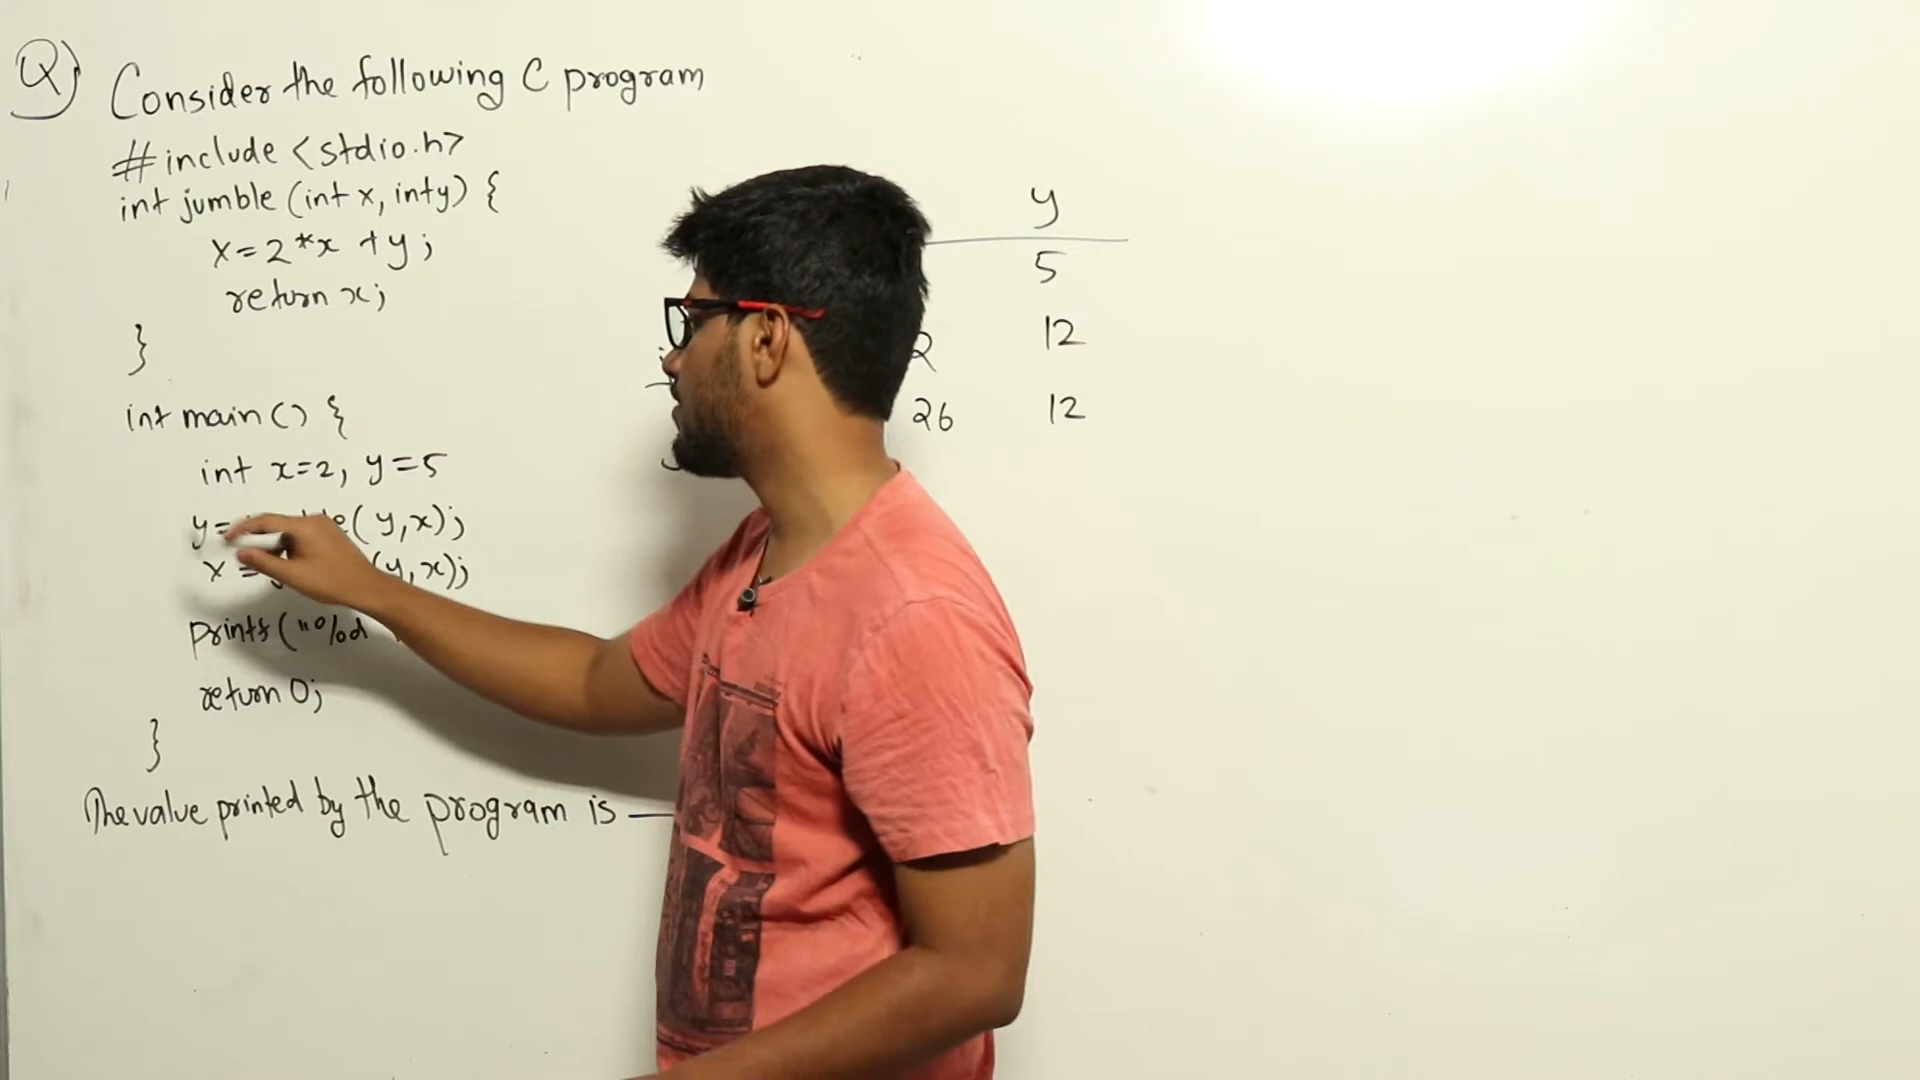 Q) Consider the following C program
#include <stdio.h>
int jumble (int x, int y) {
x=2*x +y;
return x;
}
int main() {
int x=2, y=5
y= (y,x);
x = (y,x);
printf ("%d
return 0;
}
The value printed by the program is —
y
5
2 12
26 12